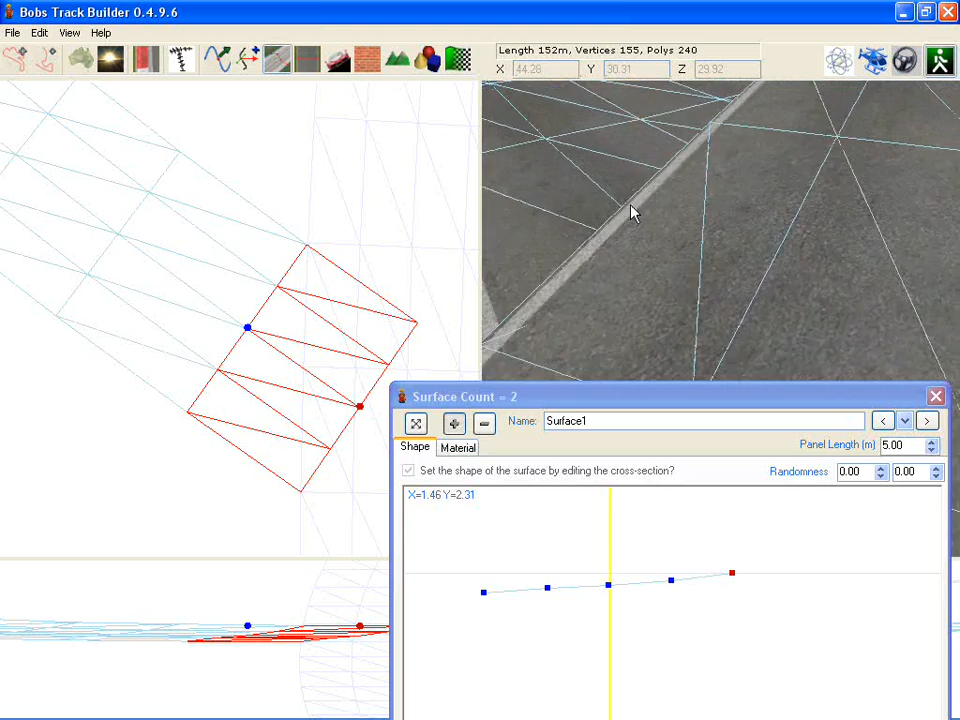 Bobs Track Builder 0.4.9.6
File Edit View Help
Length 152m, Vertices 155, Polys 240
X 44.26 Y 30.31 Z 29.92
Surface Count = 2
Name: Surface1
Shape Material Panel Length (m) 5.00
Set the shape of the surface by editing the cross-section? Randomness 0.00 0.00
X=1.46 Y=2.31